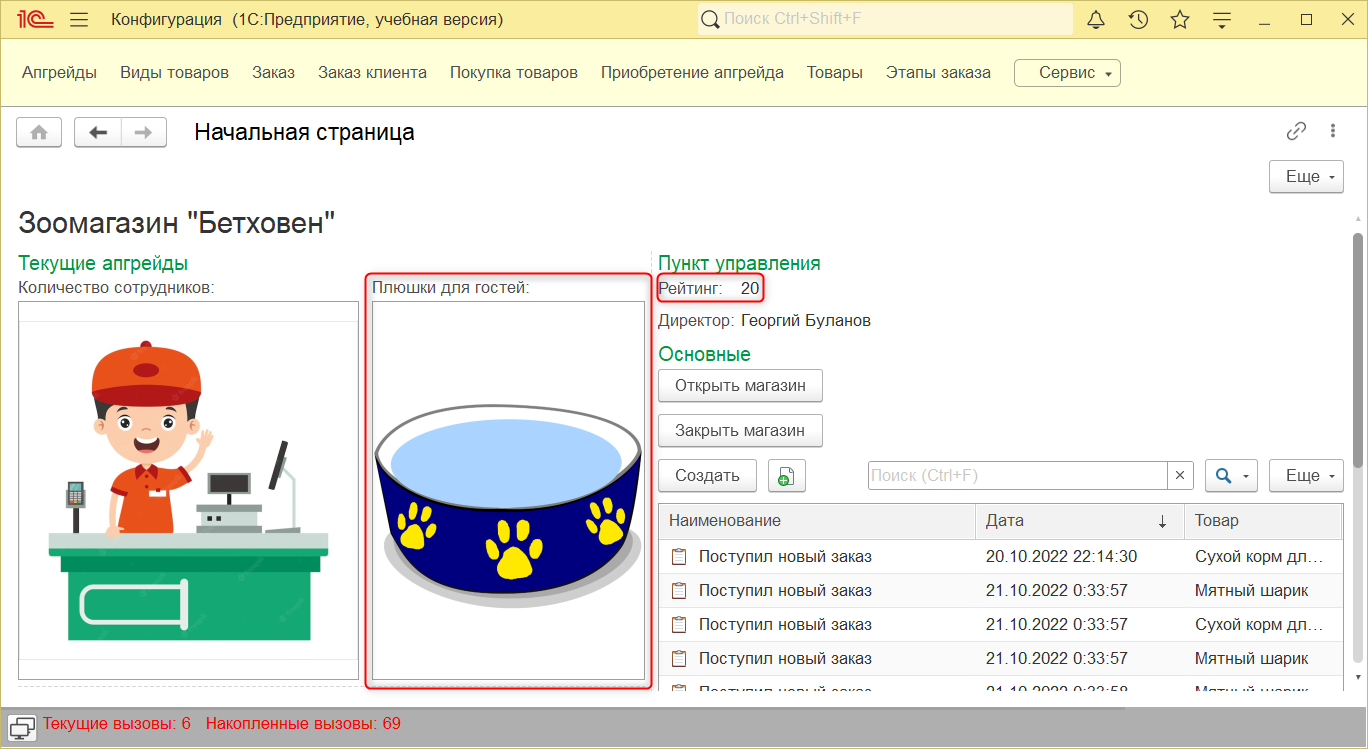 1С Конфигурация (1С:Предприятие, учебная версия) Поиск Ctrl+Shift+F
Апгрейды Виды товаров Заказ Заказ клиента Покупка товаров Приобретение апгрейда Товары Этапы заказа Сервис
Начальная страница
Еще
Зоомагазин "Бетховен"
Текущие апгрейды
Количество сотрудников:
Плюшки для гостей:
Пункт управления
Рейтинг: 20
Директор: Георгий Буланов
Основные
Открыть магазин
Закрыть магазин
Создать Поиск (Ctrl+F) Еще
Наименование Дата Товар
Поступил новый заказ 20.10.2022 22:14:30 Сухой корм дл...
Поступил новый заказ 21.10.2022 0:33:57 Мятный шарик
Поступил новый заказ 21.10.2022 0:33:57 Сухой корм дл...
Поступил новый заказ 21.10.2022 0:33:57 Мятный шарик
Текущие вызовы: 6 Накопленные вызовы: 69